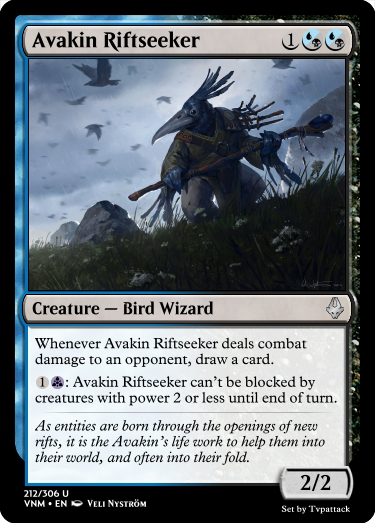 Avakin Riftseeker 1
Creature — Bird Wizard
Whenever Avakin Riftseeker deals combat
damage to an opponent, draw a card.
1: Avakin Riftseeker can't be blocked by
creatures with power 2 or less until end of turn.
As entities are born through the openings of new
rifts, it is the Avakin's life work to help them into
their world, and often into their fold.
2/2
212/306 U
VNM • EN Veli Nyström
Set by Tvpattack